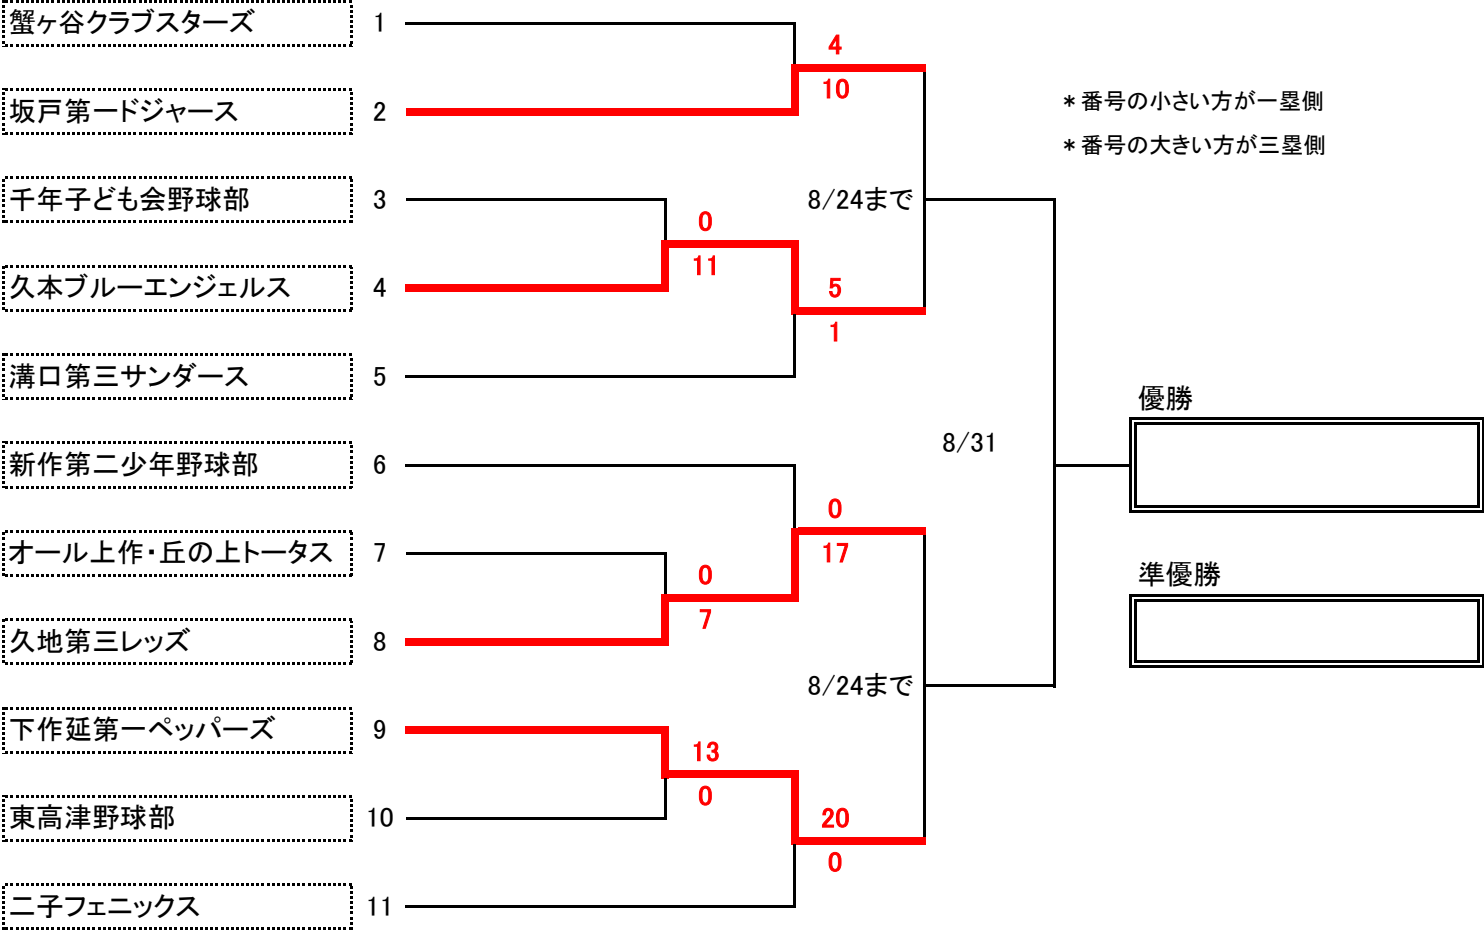 蟹ヶ谷クラブスターズ 1
4
10
坂戸第一ドジャース 2
＊番号の小さい方が一塁側
＊番号の大きい方が三塁側
千年子ども会野球部 3
8/24まで
0
11
久本ブルーエンジェルス 4
5
1
溝口第三サンダース 5
優勝
8/31
新作第二少年野球部 6
0
17
オール上作・丘の上トータス 7
0
7
準優勝
久地第三レッズ 8
8/24まで
下作延第一ペッパーズ 9
13
0
東高津野球部 10
20
0
二子フェニックス 11